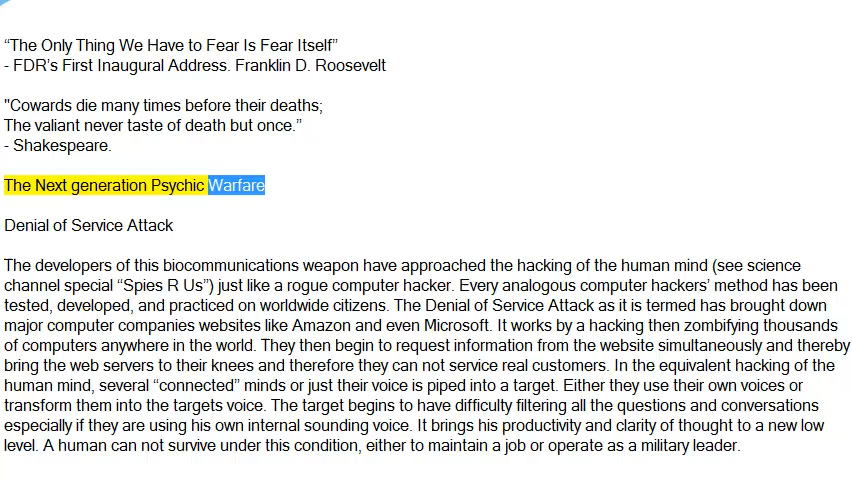 “The Only Thing We Have to Fear Is Fear Itself”
- FDR’s First Inaugural Address. Franklin D. Roosevelt
"Cowards die many times before their deaths;
The valiant never taste of death but once.”
- Shakespeare.
The Next generation Psychic Warfare
Denial of Service Attack
The developers of this biocommunications weapon have approached the hacking of the human mind (see science
channel special “Spies R Us”) just like a rogue computer hacker. Every analogous computer hackers’ method has been
tested, developed, and practiced on worldwide citizens. The Denial of Service Attack as it is termed has brought down
major computer companies websites like Amazon and even Microsoft. It works by a hacking then zombifying thousands
of computers anywhere in the world. They then begin to request information from the website simultaneously and thereby
bring the web servers to their knees and therefore they can not service real customers. In the equivalent hacking of the
human mind, several “connected” minds or just their voice is piped into a target. Either they use their own voices or
transform them into the targets voice. The target begins to have difficulty filtering all the questions and conversations
especially if they are using his own internal sounding voice. It brings his productivity and clarity of thought to a new low
level. A human can not survive under this condition, either to maintain a job or operate as a military leader.